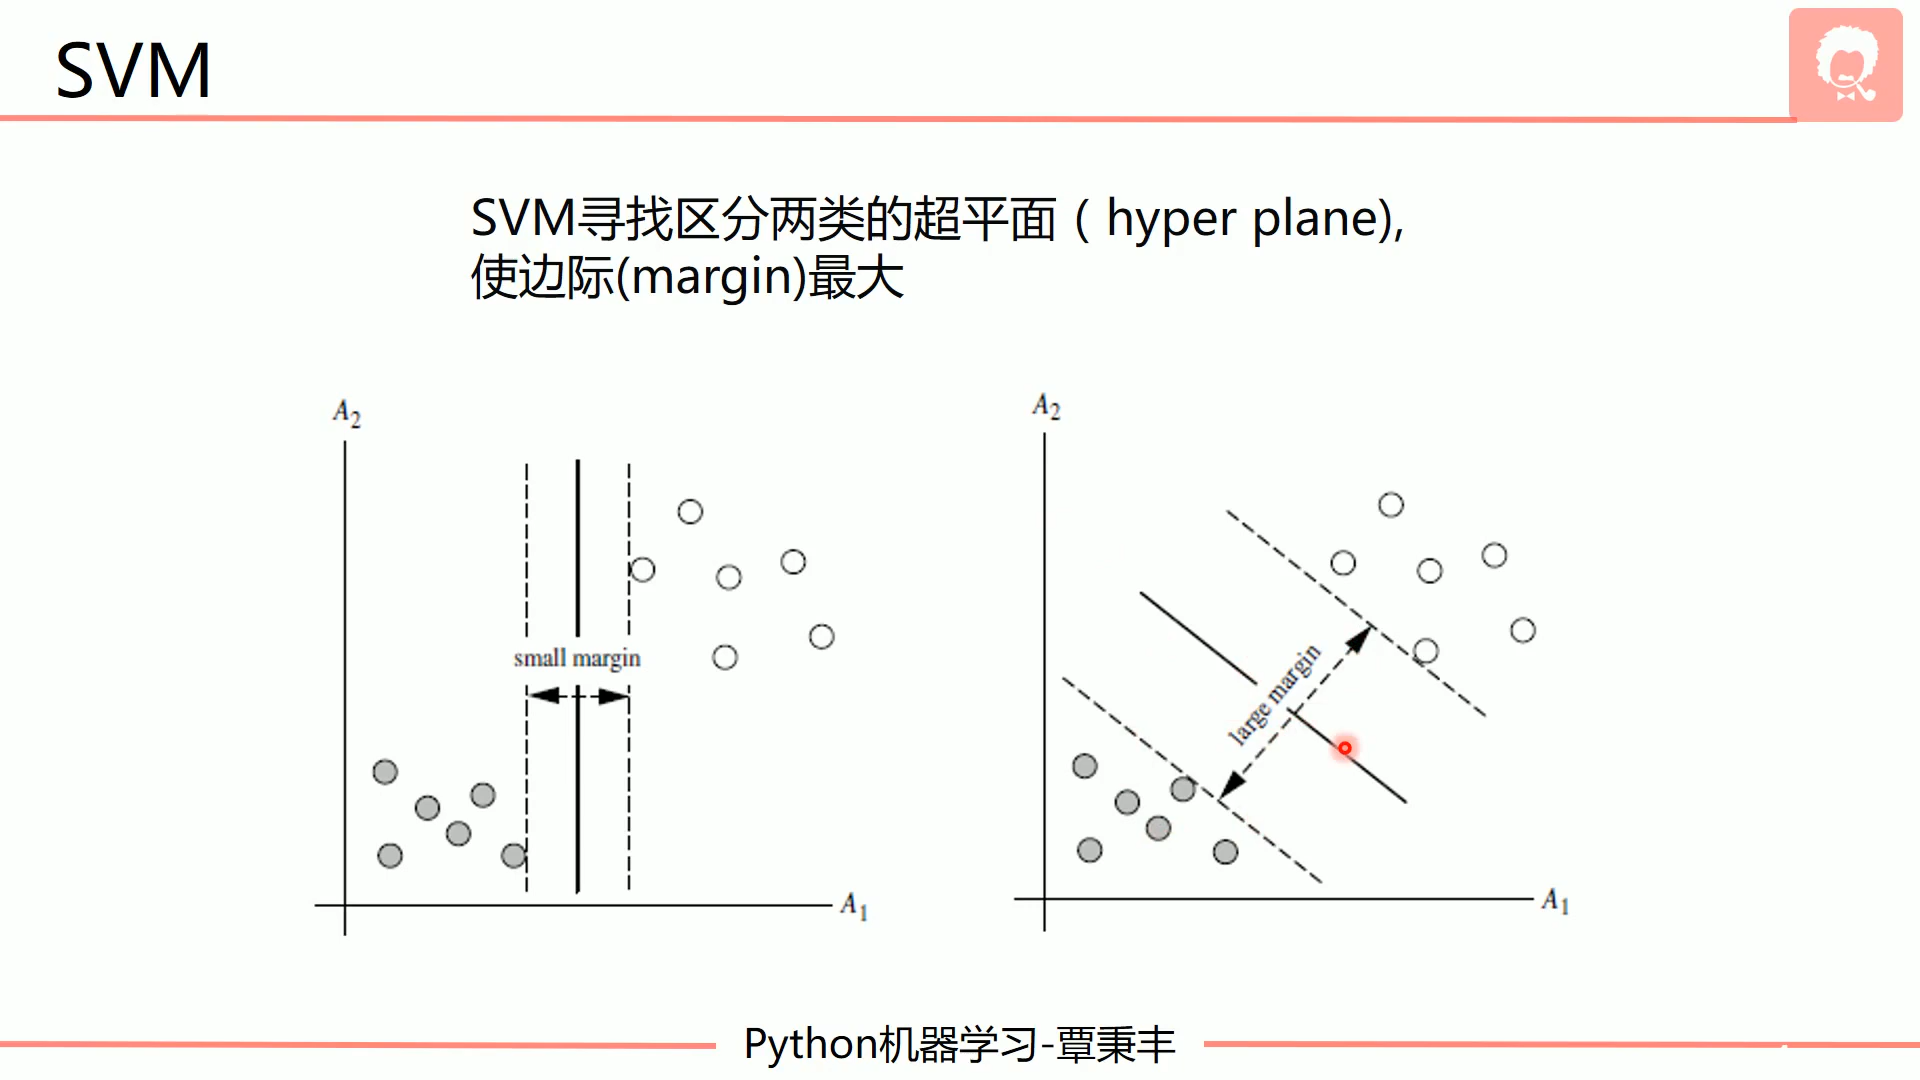 SVM
SVM寻找区分两类的超平面（hyper plane),
使边际(margin)最大
A2
small margin
A1
A2
large margin
A1
Python机器学习-覃秉丰